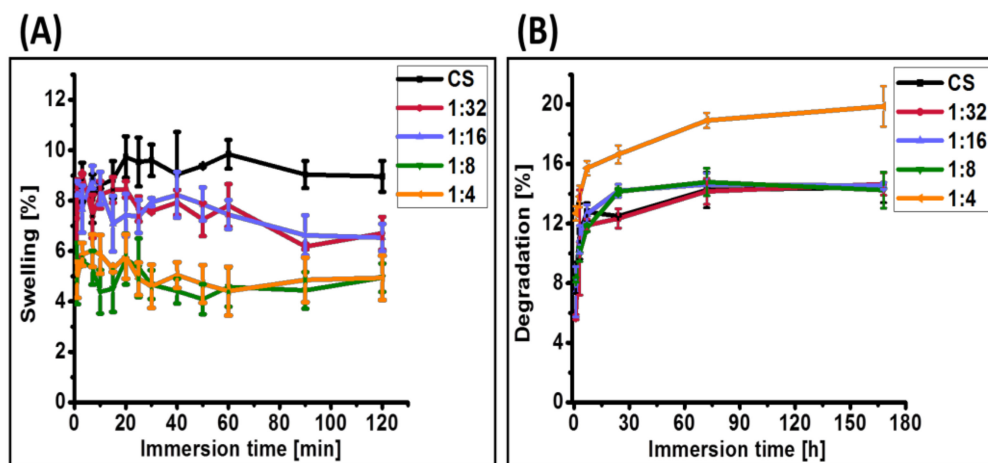 (A)
Swelling [%]
12
10
8
6
4
2
0
0 20 40 60 80 100 120
Immersion time [min]
CS
1:32
1:16
1:8
1:4
(B)
Degradation [%]
20
16
12
8
4
0
0 30 60 90 120 150 180
Immersion time [h]
CS
1:32
1:16
1:8
1:4